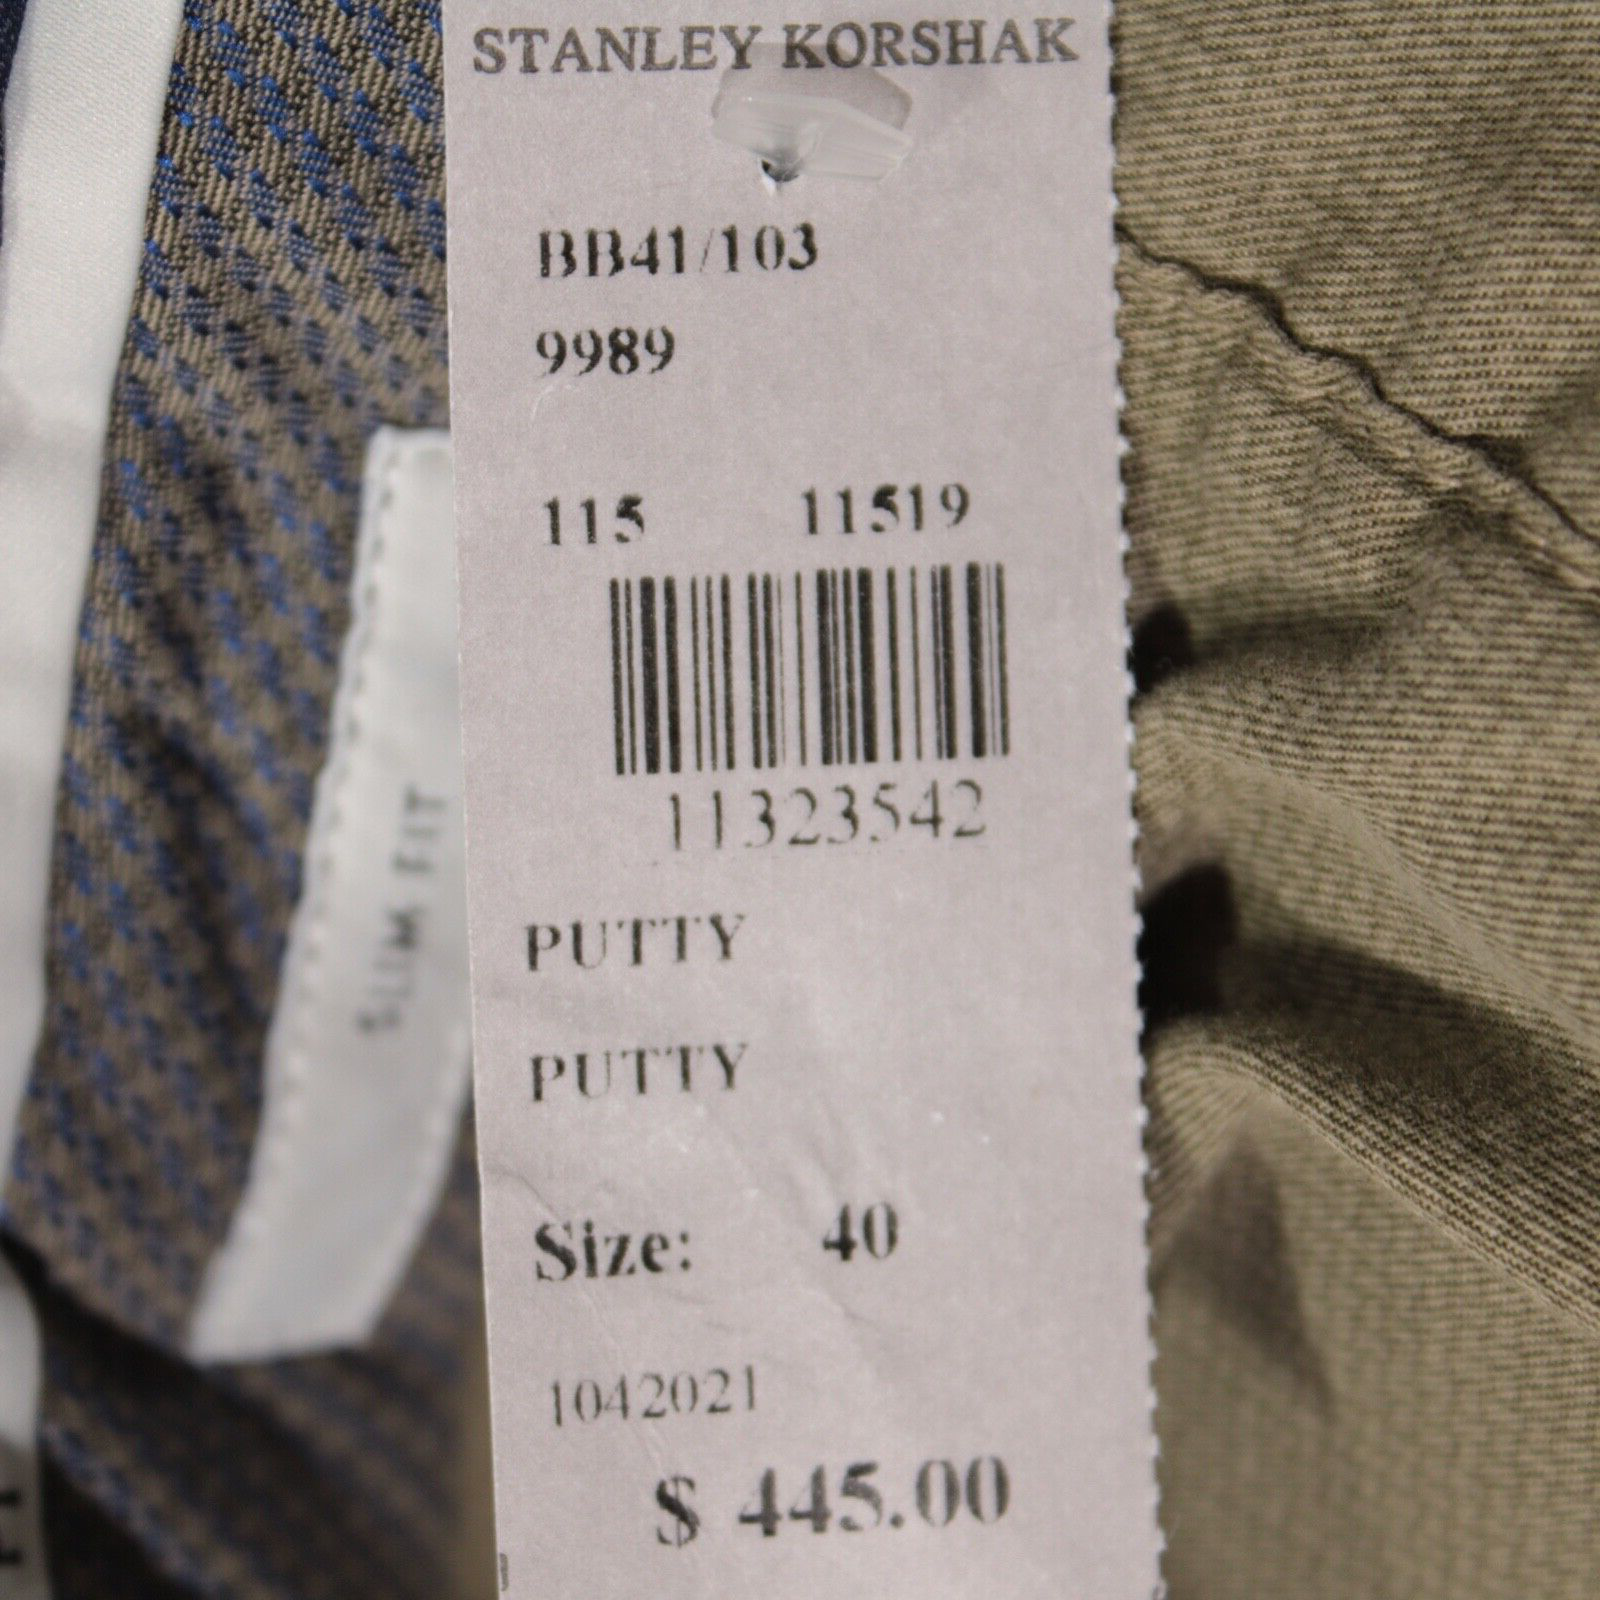 STANLEY KORSHAK
BB41/103
9989
115 11519
11323542
PUTTY
PUTTY
Size: 40
1042021
$ 445.00
SLIM FIT